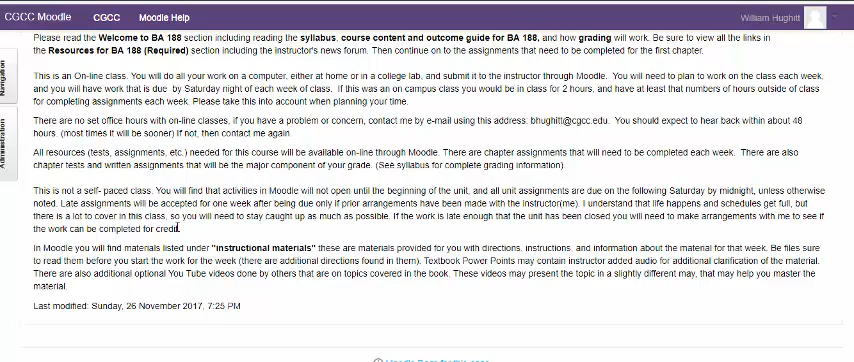 CGCC Moodle CGCC Moodle Help William Hughitt
Please read the Welcome to BA 188 section including reading the syllabus, course content and outcome guide for BA 188, and how grading will work. Be sure to view all the links in
the Resources for BA 188 (Required) section including the instructor's news forum. Then continue on to the assignments that need to be completed for the first chapter.
Navigation
This is an On-line class. You will do all your work on a computer, either at home or in a college lab, and submit it to the instructor through Moodle. You will need to plan to work on the class each week,
and you will have work that is due by Saturday night of each week of class. If this was an on campus class you would be in class for 2 hours, and have at least that numbers of hours outside of class
for completing assignments each week. Please take this into account when planning your time.
Administration
There are no set office hours with on-line classes, if you have a problem or concern, contact me by e-mail using this address: bhughitt@cgcc.edu. You should expect to hear back within about 48
hours. (most times it will be sooner) If not, then contact me again
All resources (tests, assignments, etc.) needed for this course will be available on-line through Moodle. There are chapter assignments that will need to be completed each week. There are also
chapter tests and written assignments that will be the major component of your grade. (See syllabus for complete grading information).
This is not a self- paced class. You will find that activities in Moodle will not open until the beginning of the unit, and all unit assignments are due on the following Saturday by midnight, unless otherwise
noted. Late assignments will be accepted for one week after being due only if prior arrangements have been made with the instructor(me). I understand that life happens and schedules get full, but
there is a lot to cover in this class, so you will need to stay caught up as much as possible. If the work is late enough that the unit has been closed you will need to make arrangements with me to see if
the work can be completed for credit.
In Moodle you will find materials listed under "instructional materials" these are materials provided for you with directions, instructions, and information about the material for that week. Be files sure
to read them before you start the work for the week (there are additional directions found in them). Textbook Power Points may contain instructor added audio for additional clarification of the material.
There are also additional optional You Tube videos done by others that are on topics covered in the book. These videos may present the topic in a slightly different may, that may help you master the
material.
Last modified: Sunday, 26 November 2017, 7:25 PM